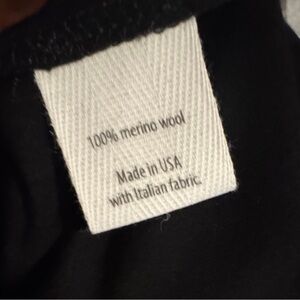 100% merino wool
Made in USA
with Italian fabric.